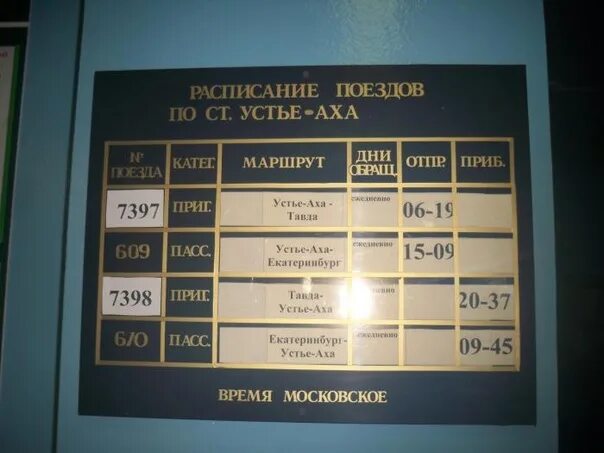 РАСПИСАНИЕ ПОЕЗДОВ
ПО СТ. УСТЬЕ-АХА
№ ПОЕЗДА КАТЕГ. МАРШРУТ ДНИ ОБРАЩ. ОТПР. ПРИБ.
7397 ПРИГ. Устье-Аха - Тавда ежедневно 06-19
609 ПАСС. Устье-Аха- Екатеринбург ежедневно 15-09
7398 ПРИГ. Тавда- Устье-Аха ежедневно 20-37
610 ПАСС. Екатеринбург- Устье-Аха ежедневно 09-45
ВРЕМЯ МОСКОВСКОЕ